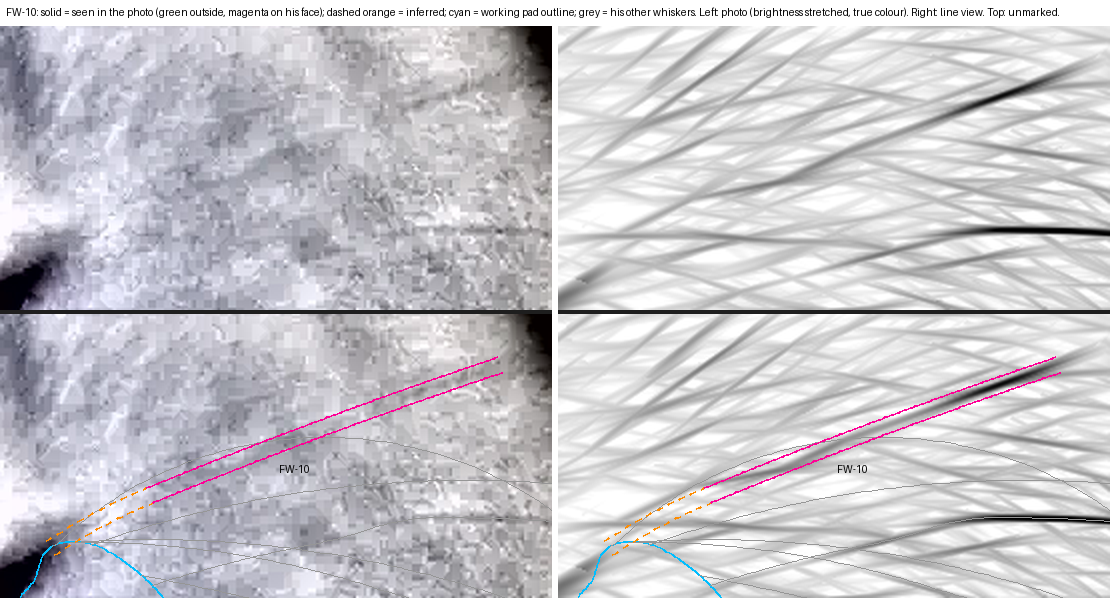 FW-10: solid = seen in the photo (green outside, magenta on his face); dashed orange = inferred; cyan = working pad outline; grey = his other whiskers. Left: photo (brightness stretched, true colour). Right: line view. Top: unmarked.
FW-10
FW-10